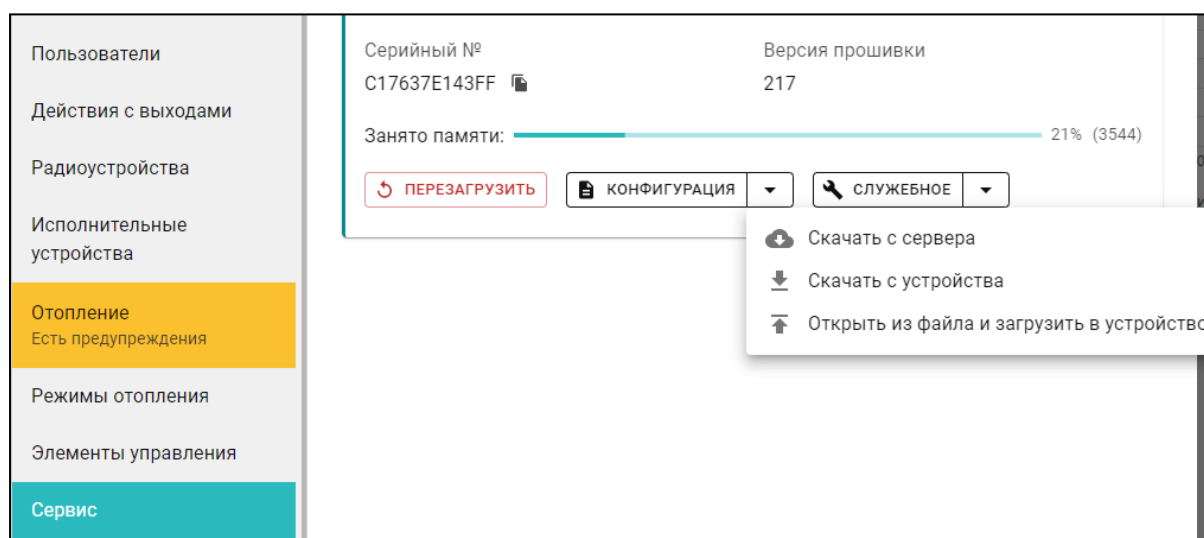 Пользователи
Действия с выходами
Радиоустройства
Исполнительные
устройства
Отопление
Есть предупреждения
Режимы отопления
Элементы управления
Сервис
Серийный № Версия прошивки
C17637E143FF 217
Занято памяти: 21% (3544)
ПЕРЕЗАГРУЗИТЬ КОНФИГУРАЦИЯ СЛУЖЕБНОЕ
Скачать с сервера
Скачать с устройства
Открыть из файла и загрузить в устройство